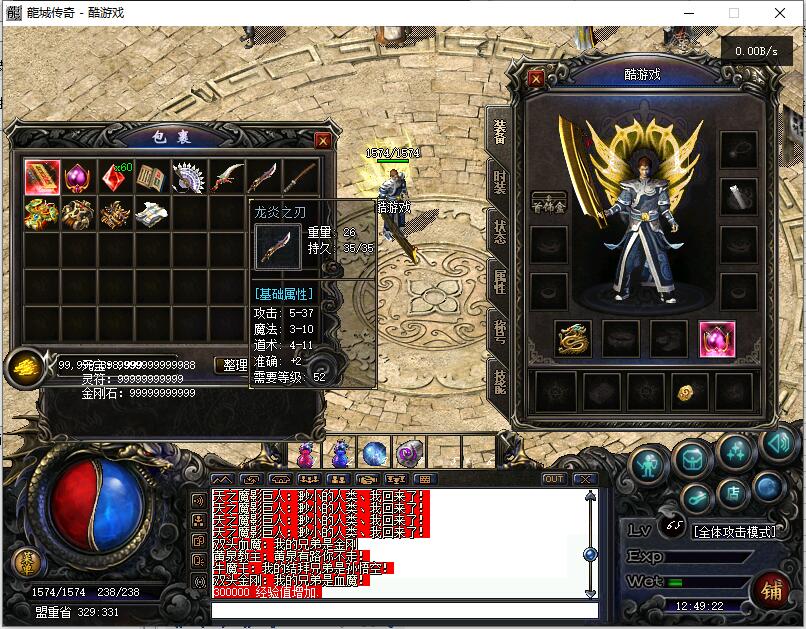 龍城传奇 - 酷游戏
0.00B/s
酷游戏
包裹
装备
时装
状态
属性
称号
技能
首饰盒
1574/1574
酷游戏
x60
龙炎之刃
重量: 26
持久: 35/35
[基础属性]
攻击: 5-37
魔法: 3-10
道术: 4-11
准确: +2
需要等级: 52
整理
灵符: 99999999999
金刚石: 99999999999
OUT
天之魔影巨人: 渺小的人类、我回来了!
天之魔影巨人: 渺小的人类、我回来了!
天之魔影巨人: 渺小的人类、我回来了!
天之魔影巨人: 渺小的人类、我回来了!
双头血魔: 我的兄弟是金刚
黄泉教主: 黄泉有路你不走!
牛魔王: 我的结拜兄弟是孙悟空!
双头金刚: 我的兄弟是血魔!
300000 经验值增加
1574/1574 238/238
盟重省 329:331
店
Lv 65
[全体攻击模式]
Exp
Wet
12:49:22
铺